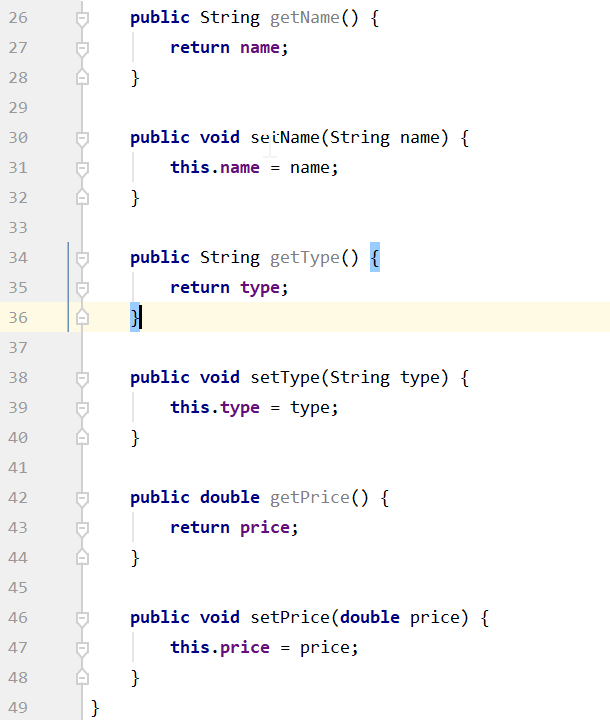 26 public String getName() {
27 return name;
28 }
29
30 public void setName(String name) {
31 this.name = name;
32 }
33
34 public String getType() {
35 return type;
36 }
37
38 public void setType(String type) {
39 this.type = type;
40 }
41
42 public double getPrice() {
43 return price;
44 }
45
46 public void setPrice(double price) {
47 this.price = price;
48 }
49 }